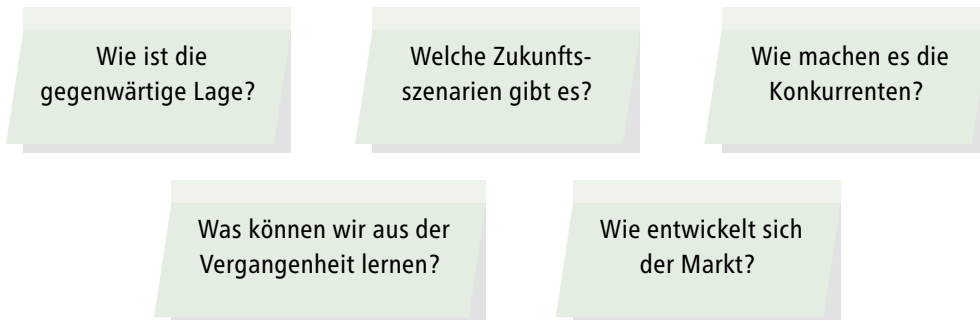 Wie ist die
gegenwärtige Lage?
Welche Zukunfts-
szenarien gibt es?
Wie machen es die
Konkurrenten?
Was können wir aus der
Vergangenheit lernen?
Wie entwickelt sich
der Markt?